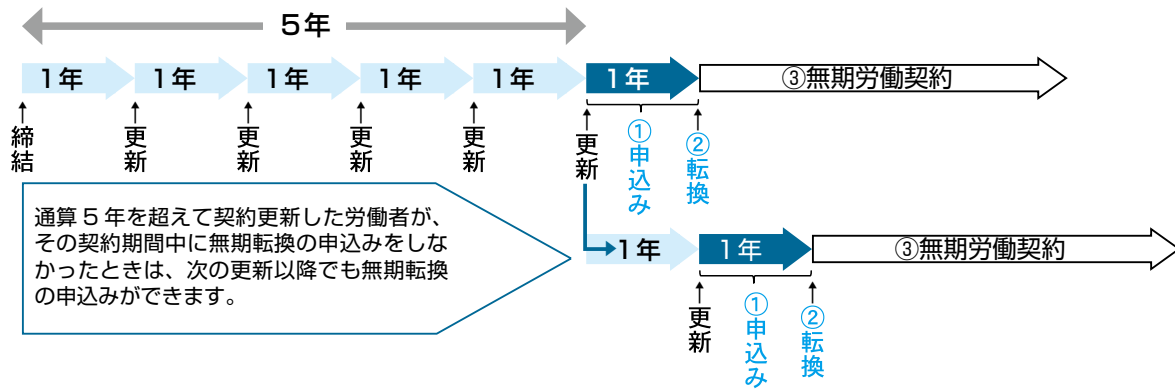 5年
1年
1年
1年
1年
1年
1年
③無期労働契約
締結
更新
更新
更新
更新
更新
①申込み
②転換
通算5年を超えて契約更新した労働者が、
その契約期間中に無期転換の申込みをしな
かったときは、次の更新以降でも無期転換
の申込みができます。
1年
1年
③無期労働契約
更新
①申込み
②転換